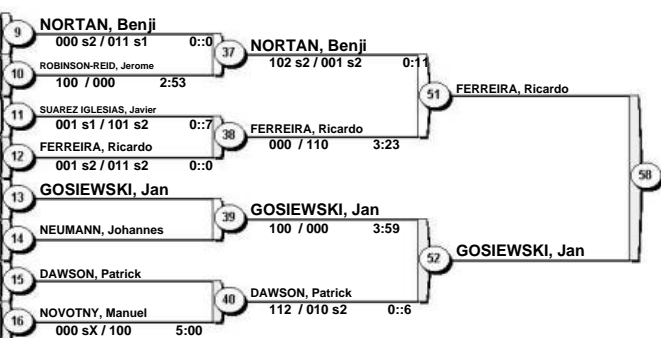 9 NORTAN, Benji
000 s2 / 011 s1 0::0
10 ROBINSON-REID, Jerome
100 / 000 2:53
11 SUAREZ IGLESIAS, Javier
001 s1 / 101 s2 0::7
12 FERREIRA, Ricardo
001 s2 / 011 s2 0::0
13 GOSIEWSKI, Jan
14 NEUMANN, Johannes
15 DAWSON, Patrick
16 NOVOTNY, Manuel
000 sX / 100 5:00
37 NORTAN, Benji
102 s2 / 001 s2 0:11
38 FERREIRA, Ricardo
000 / 110 3:23
39 GOSIEWSKI, Jan
100 / 000 3:59
40 DAWSON, Patrick
112 / 010 s2 0::6
51 FERREIRA, Ricardo
52 GOSIEWSKI, Jan
58